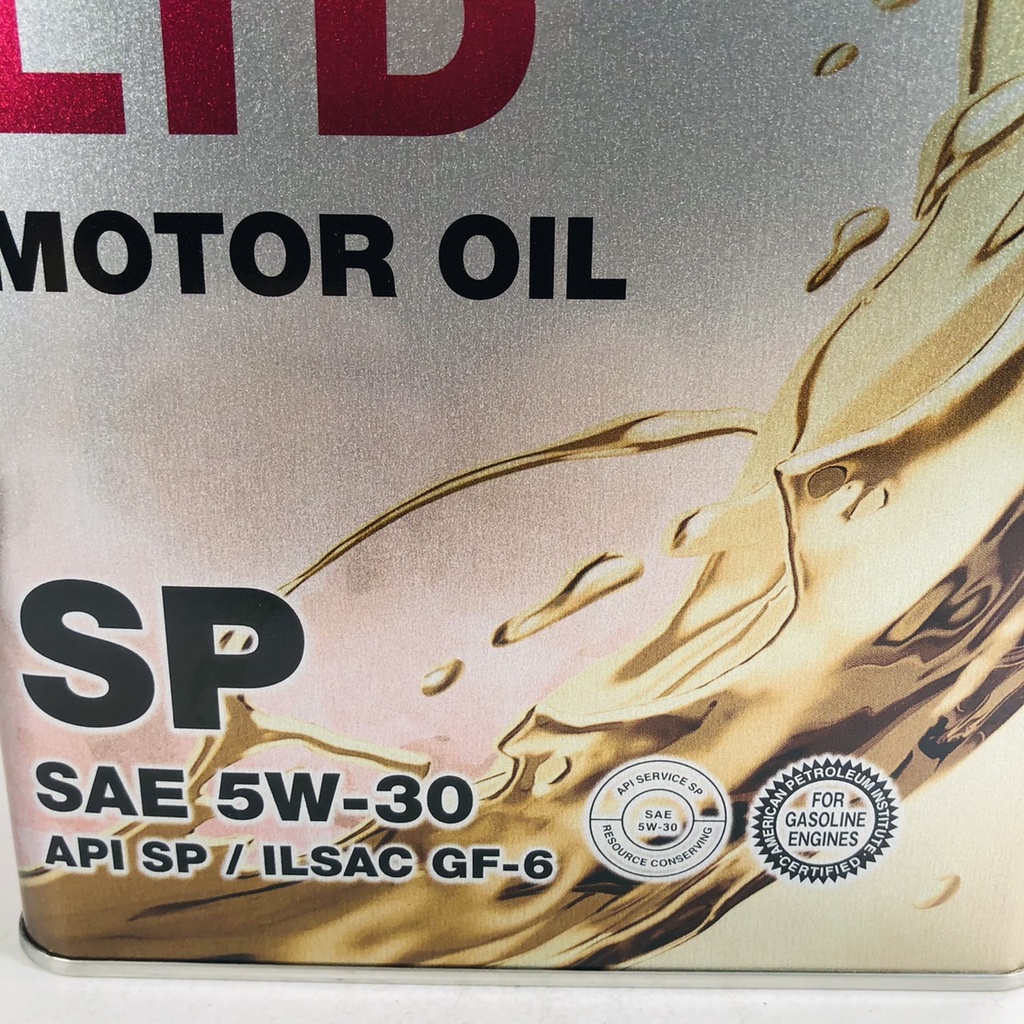 LTD
MOTOR OIL
SP
SAE 5W-30
API SP / ILSAC GF-6
API SERVICE SP
SAE
5W-30
RESOURCE CONSERVING
AMERICAN PETROLEUM INSTITUTE
FOR
GASOLINE
ENGINES
CERTIFIED